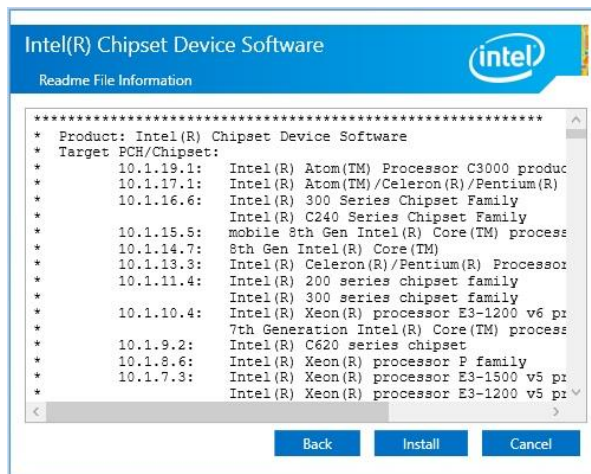 Intel(R) Chipset Device Software
intel
Readme File Information
*************************************************************
* Product: Intel(R) Chipset Device Software
* Target PCH/Chipset:
* 10.1.19.1: Intel(R) Atom(TM) Processor C3000 produc
* 10.1.17.1: Intel(R) Atom(TM)/Celeron(R)/Pentium(R)
* 10.1.16.6: Intel(R) 300 Series Chipset Family
* Intel(R) C240 Series Chipset Family
* 10.1.15.5: mobile 8th Gen Intel(R) Core(TM) process
* 10.1.14.7: 8th Gen Intel(R) Core(TM)
* 10.1.13.3: Intel(R) Celeron(R)/Pentium(R) Processor
* 10.1.11.4: Intel(R) 200 series chipset family
* Intel(R) 300 series chipset family
* 10.1.10.4: Intel(R) Xeon(R) processor E3-1200 v6 pr
* 7th Generation Intel(R) Core(TM) process
* 10.1.9.2: Intel(R) C620 series chipset
* 10.1.8.6: Intel(R) Xeon(R) processor P family
* 10.1.7.3: Intel(R) Xeon(R) processor E3-1500 v5 pr
* Intel(R) Xeon(R) processor E3-1200 v5 pr
Back Install Cancel